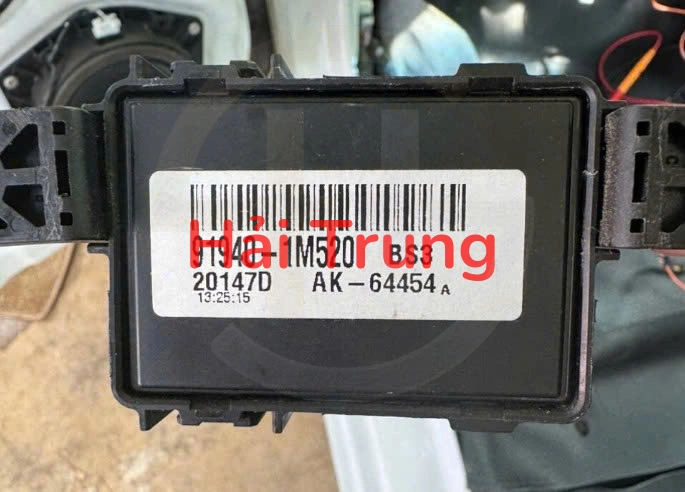 Hải Trung
91940-1M520 BS3
20147D AK-64454 A
13:25:15